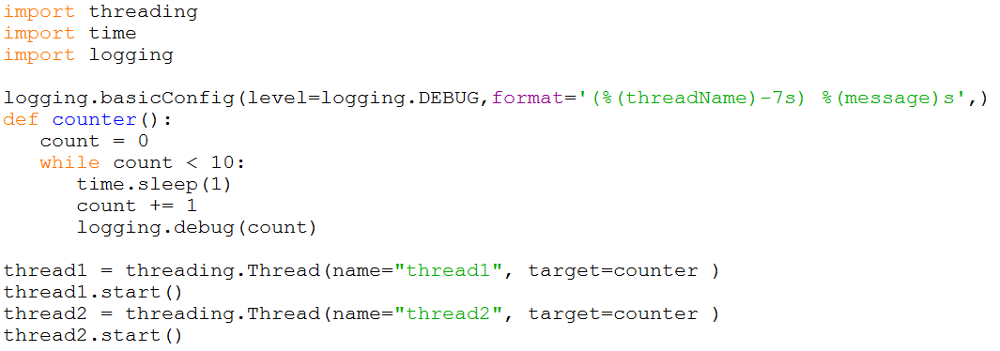 import threading
import time
import logging

logging.basicConfig(level=logging.DEBUG,format='(%(threadName)-7s) %(message)s',)
def counter():
   count = 0
   while count < 10:
      time.sleep(1)
      count += 1
      logging.debug(count)

thread1 = threading.Thread(name="thread1", target=counter )
thread1.start()
thread2 = threading.Thread(name="thread2", target=counter )
thread2.start()